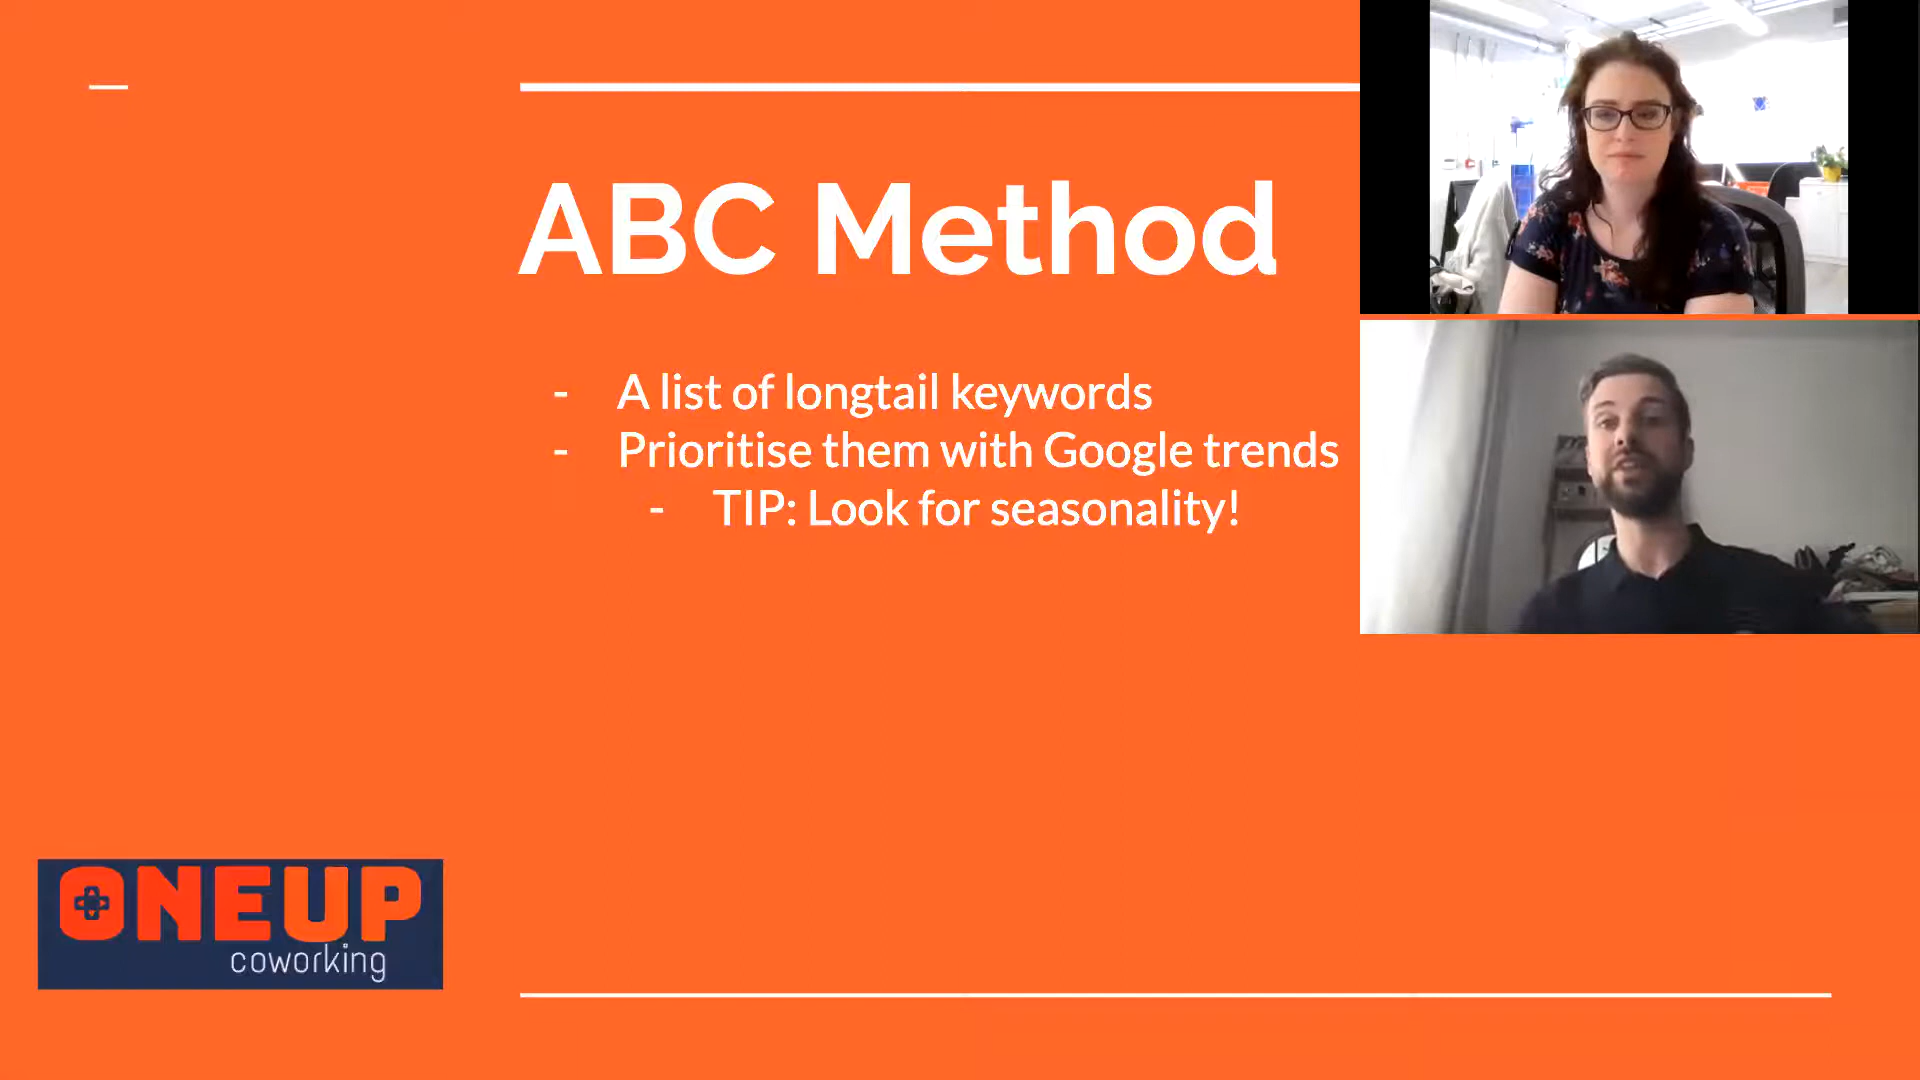 ABC Method
- A list of longtail keywords
- Prioritise them with Google trends
- TIP: Look for seasonality!
ONEUP
coworking